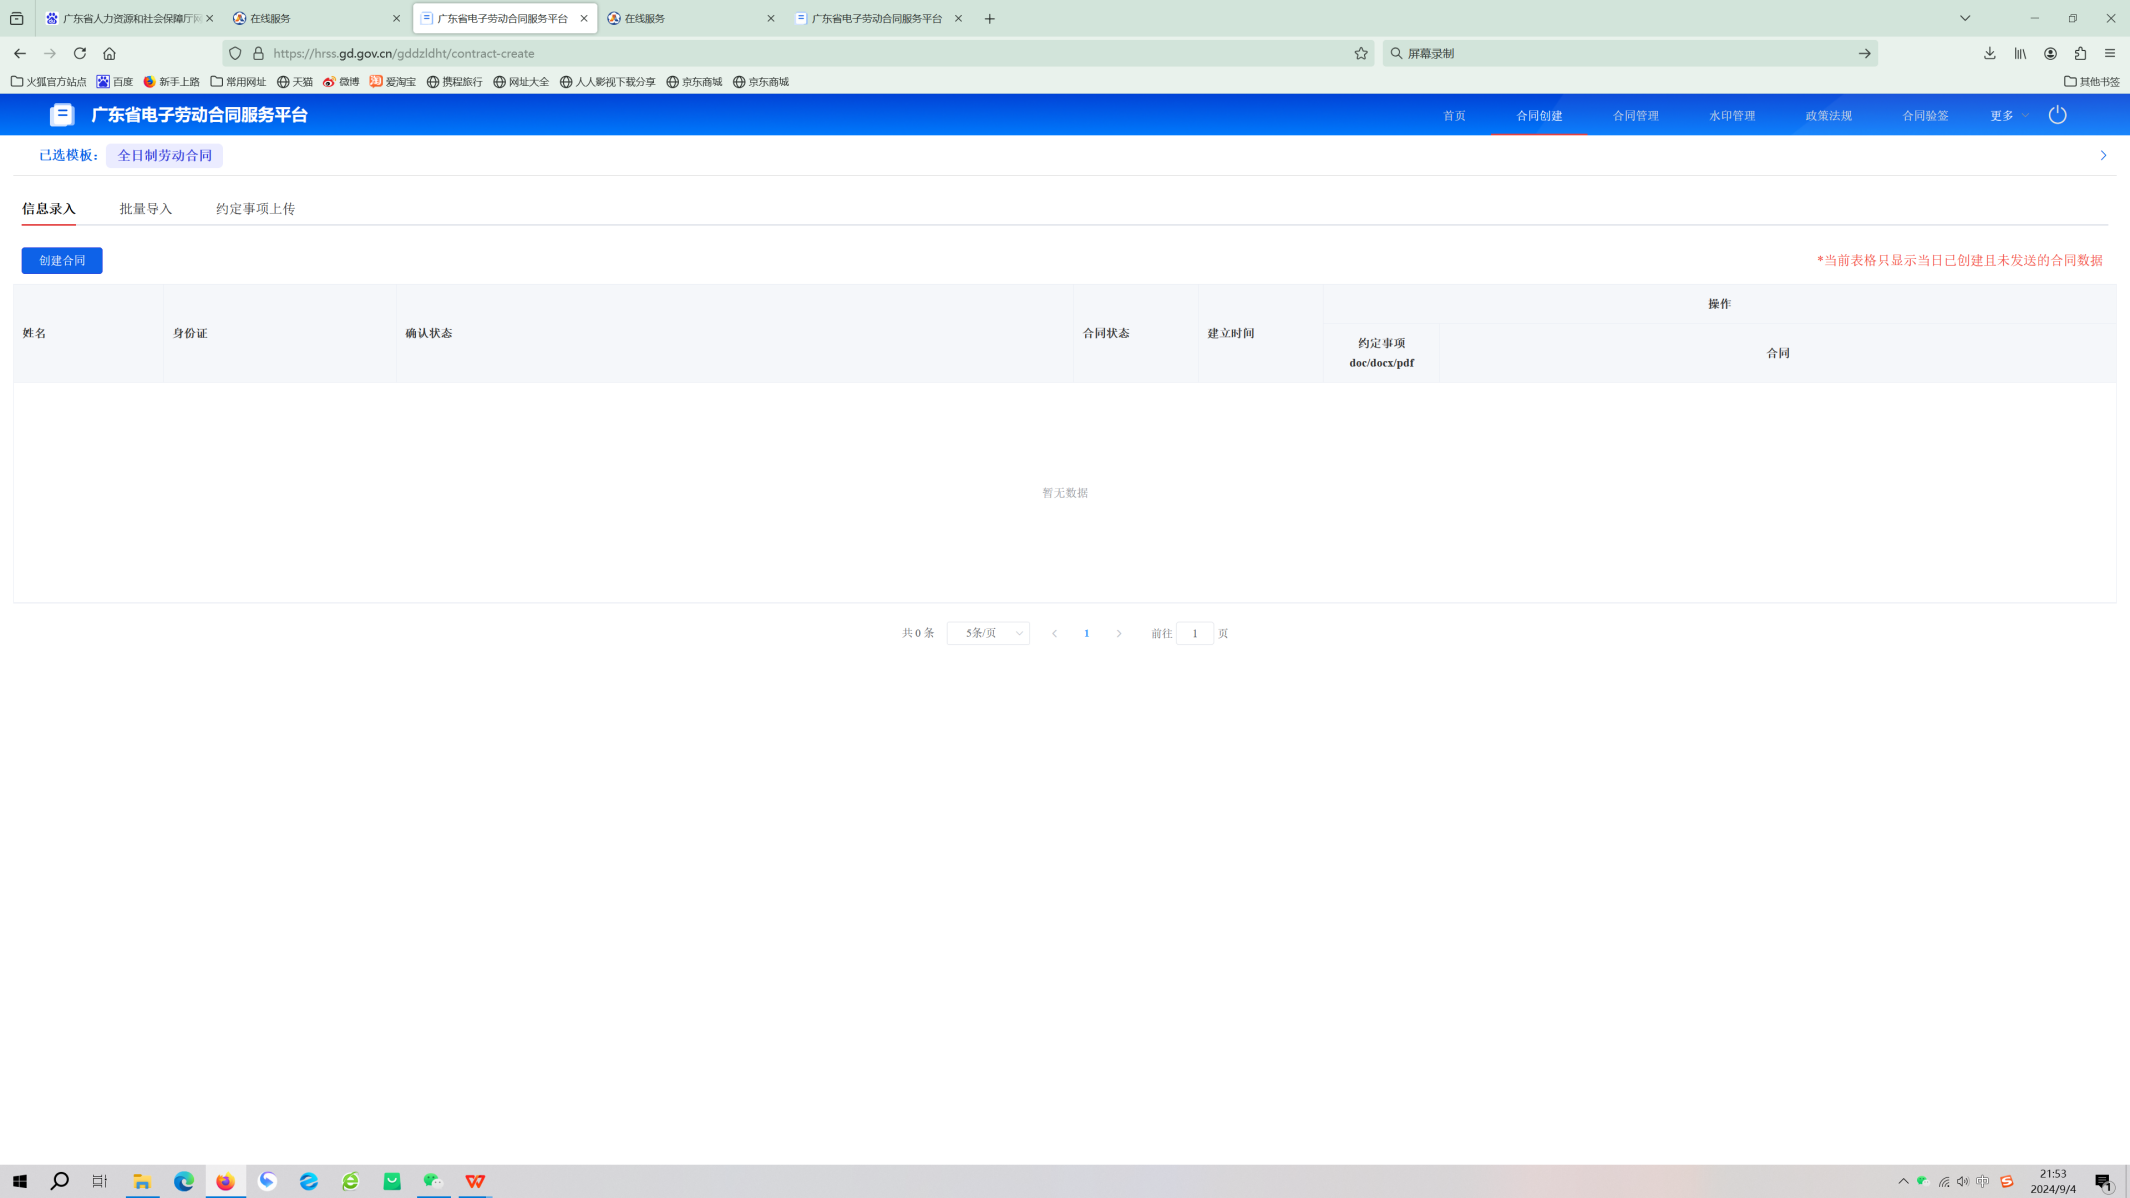 广东省人力资源和社会保障厅网
在线服务
广东省电子劳动合同服务平台
在线服务
广东省电子劳动合同服务平台
https://hrss.gd.gov.cn/gddzldht/contract-create
屏幕录制
火狐官方站点
百度
新手上路
常用网址
天猫
微博
爱淘宝
携程旅行
网址大全
人人影视下载分享
京东商城
京东商城
其他书签
广东省电子劳动合同服务平台
首页
合同创建
合同管理
水印管理
政策法规
合同验签
更多
已选模板：
全日制劳动合同
信息录入
批量导入
约定事项上传
创建合同
*当前表格只显示当日已创建且未发送的合同数据
操作
姓名
身份证
确认状态
合同状态
建立时间
约定事项
doc/docx/pdf
合同
暂无数据
共 0 条
5条/页
1
前往
1
页
中
21:53
2024/9/4
1